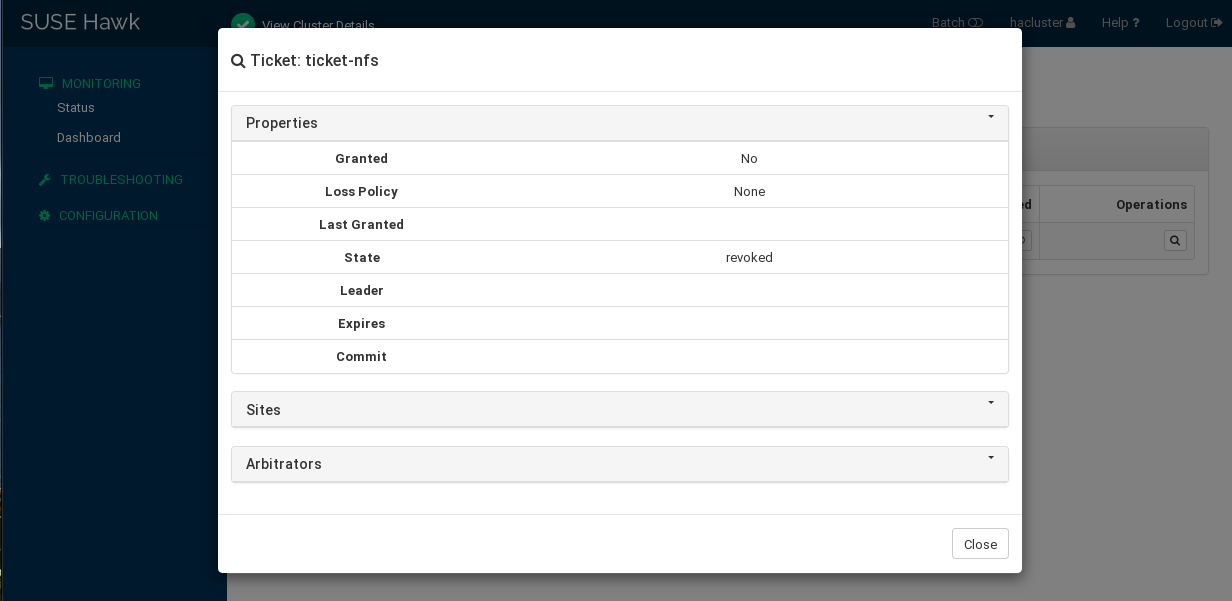 SUSE Hawk
View Cluster Details
Batch
hacluster
Help ?
Logout
MONITORING
Status
Dashboard
TROUBLESHOOTING
CONFIGURATION
Ticket: ticket-nfs
Properties
Granted No
Loss Policy None
Last Granted
State revoked
Leader
Expires
Commit
Sites
Arbitrators
Close
Operations